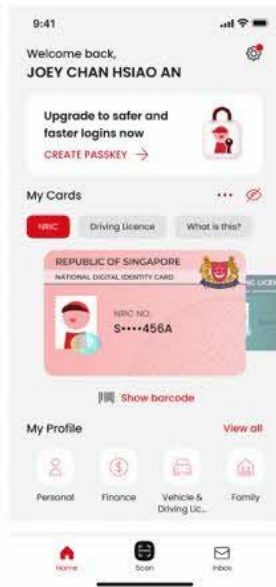 9:41
Welcome back,
JOEY CHAN HSIAO AN
Upgrade to safer and
faster logins now
CREATE PASSKEY →
My Cards
NRIC
Driving Licence
What is this?
REPUBLIC OF SINGAPORE
NATIONAL DIGITAL IDENTITY CARD
NRIC NO.
S••••456A
Show barcode
My Profile
View all
Personal
Finance
Vehicle &
Driving Lic...
Family
Home
Scan
Inbox